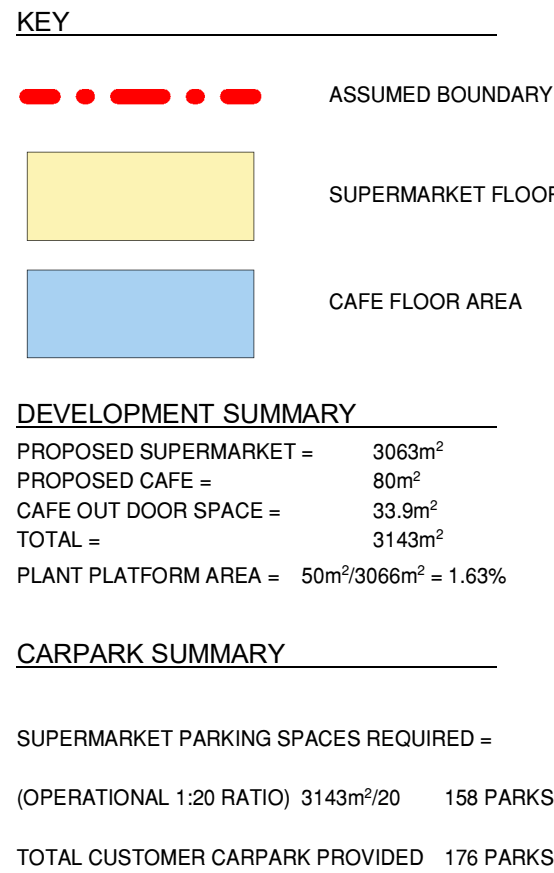 KEY
ASSUMED BOUNDARY
SUPERMARKET FLOOR
CAFE FLOOR AREA
DEVELOPMENT SUMMARY
PROPOSED SUPERMARKET = 3063m²
PROPOSED CAFE = 80m²
CAFE OUT DOOR SPACE = 33.9m²
TOTAL = 3143m²
PLANT PLATFORM AREA = 50m²/3066m² = 1.63%
CARPARK SUMMARY
SUPERMARKET PARKING SPACES REQUIRED =
(OPERATIONAL 1:20 RATIO) 3143m²/20 158 PARKS
TOTAL CUSTOMER CARPARK PROVIDED 176 PARKS